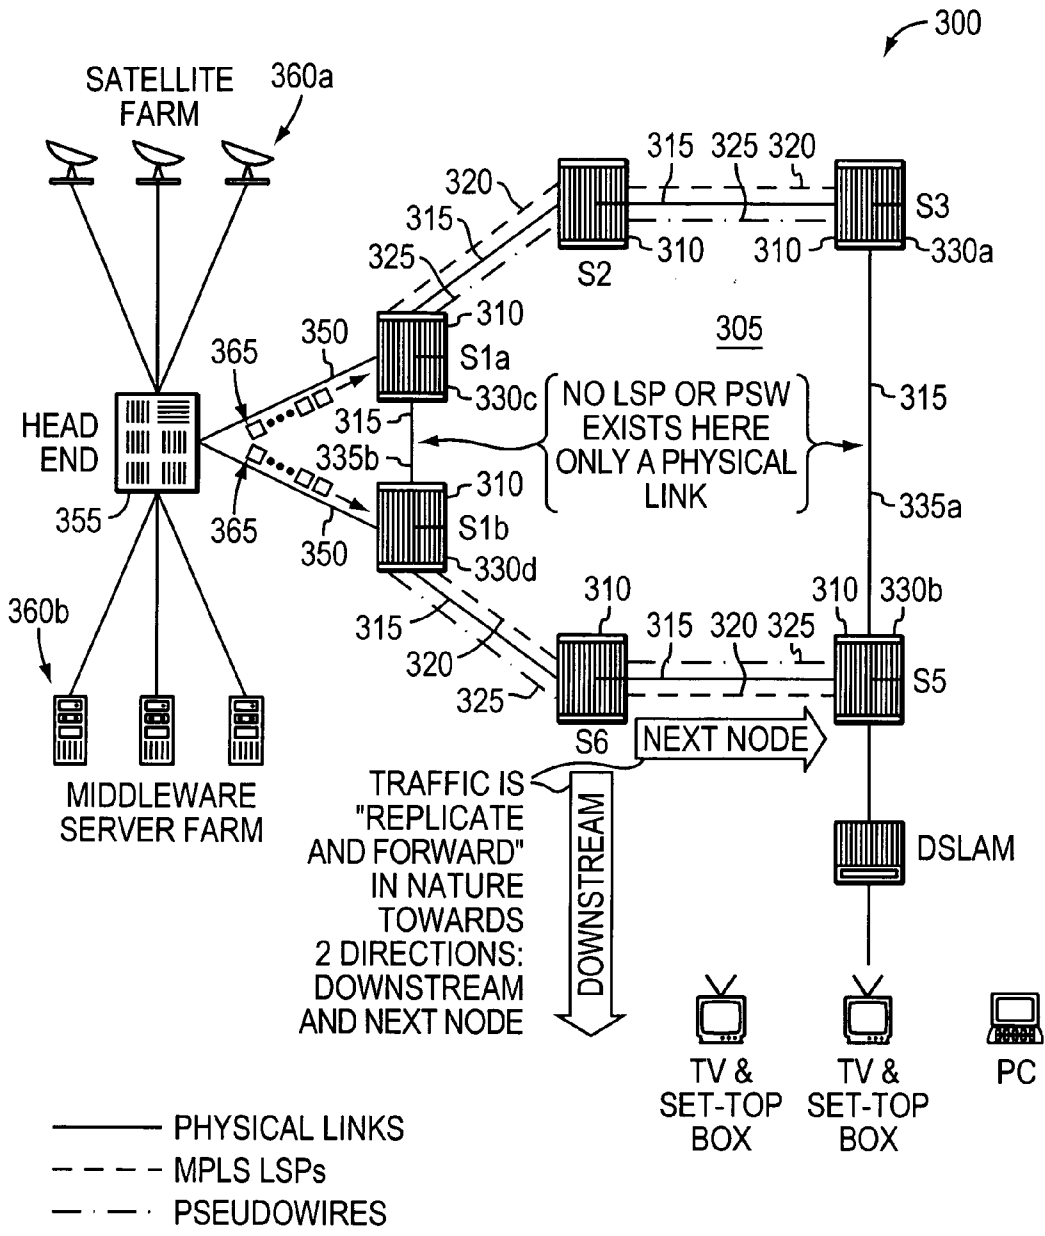 300
SATELLITE
FARM
360a
320
315
325
315
325
320
S2
310
310
S3
330a
310
S1a
330c
365
350
305
HEAD
END
355
315
335b
NO LSP OR PSW
EXISTS HERE
ONLY A PHYSICAL
LINK
315
335a
365
350
310
S1b
330d
360b
315
320
325
310
315
320
325
310
330b
S5
S6
NEXT NODE
MIDDLEWARE
SERVER FARM
TRAFFIC IS
"REPLICATE
AND FORWARD"
IN NATURE
TOWARDS
2 DIRECTIONS:
DOWNSTREAM
AND NEXT NODE
DOWNSTREAM
DSLAM
TV &
SET-TOP
BOX
TV &
SET-TOP
BOX
PC
PHYSICAL LINKS
MPLS LSPs
PSEUDOWIRES